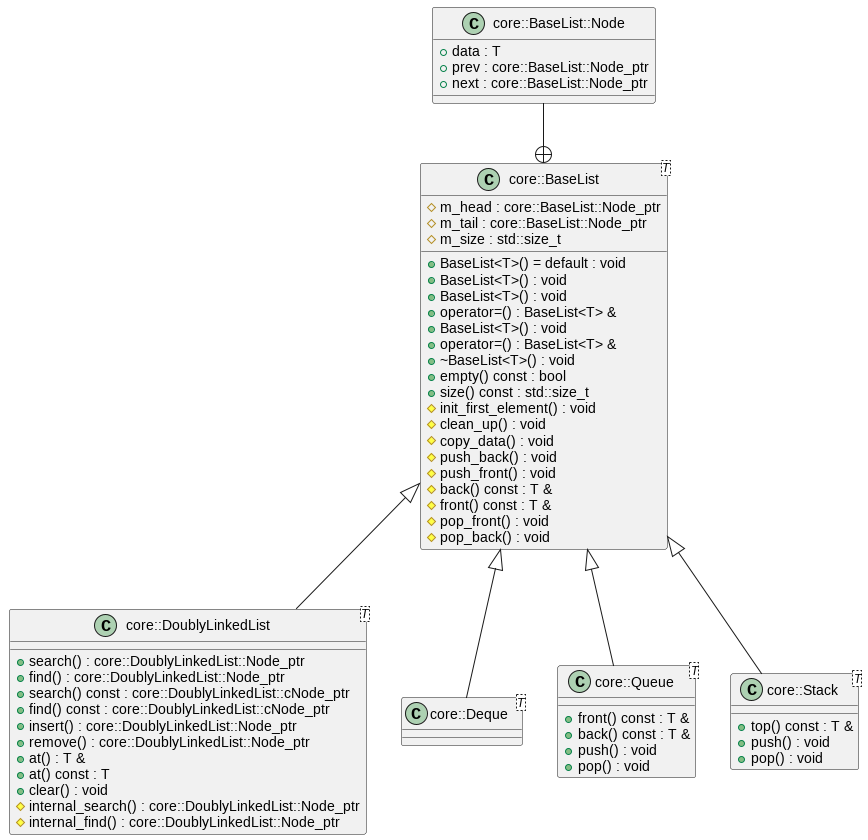 C core::BaseList::Node
data : T
prev : core::BaseList::Node_ptr
next : core::BaseList::Node_ptr
T
C core::BaseList
m_head : core::BaseList::Node_ptr
m_tail : core::BaseList::Node_ptr
m_size : std::size_t
BaseList<T>() = default : void
BaseList<T>() : void
BaseList<T>() : void
operator=() : BaseList<T> &
BaseList<T>() : void
operator=() : BaseList<T> &
~BaseList<T>() : void
empty() const : bool
size() const : std::size_t
init_first_element() : void
clean_up() : void
copy_data() : void
push_back() : void
push_front() : void
back() const : T &
front() const : T &
pop_front() : void
pop_back() : void
T
C core::DoublyLinkedList
search() : core::DoublyLinkedList::Node_ptr
find() : core::DoublyLinkedList::Node_ptr
search() const : core::DoublyLinkedList::cNode_ptr
find() const : core::DoublyLinkedList::cNode_ptr
insert() : core::DoublyLinkedList::Node_ptr
remove() : core::DoublyLinkedList::Node_ptr
at() : T &
at() const : T
clear() : void
internal_search() : core::DoublyLinkedList::Node_ptr
internal_find() : core::DoublyLinkedList::Node_ptr
T
C core::Deque
T
C core::Queue
front() const : T &
back() const : T &
push() : void
pop() : void
T
C core::Stack
top() const : T &
push() : void
pop() : void